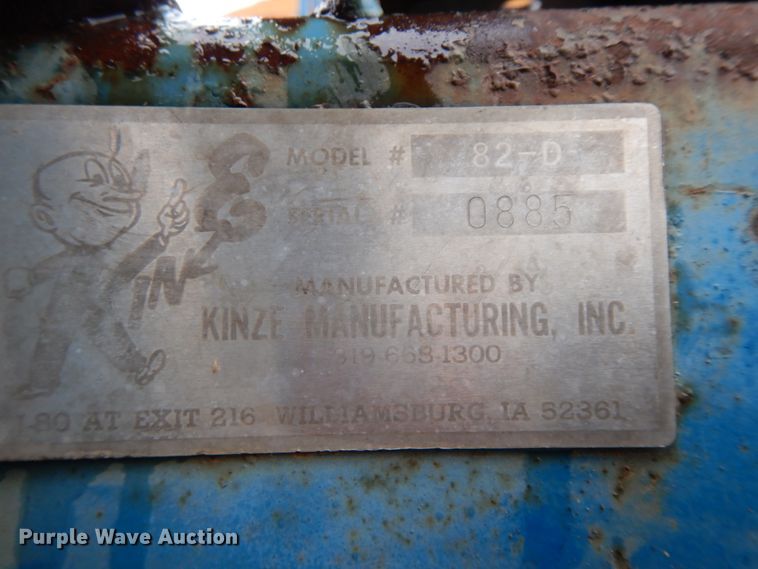 MODEL # 82-D
SERIAL # 0885
KINZE
MANUFACTURED BY
KINZE MANUFACTURING, INC.
319 668-1300
I-80 AT EXIT 216 WILLIAMSBURG, IA 52361
Purple Wave Auction